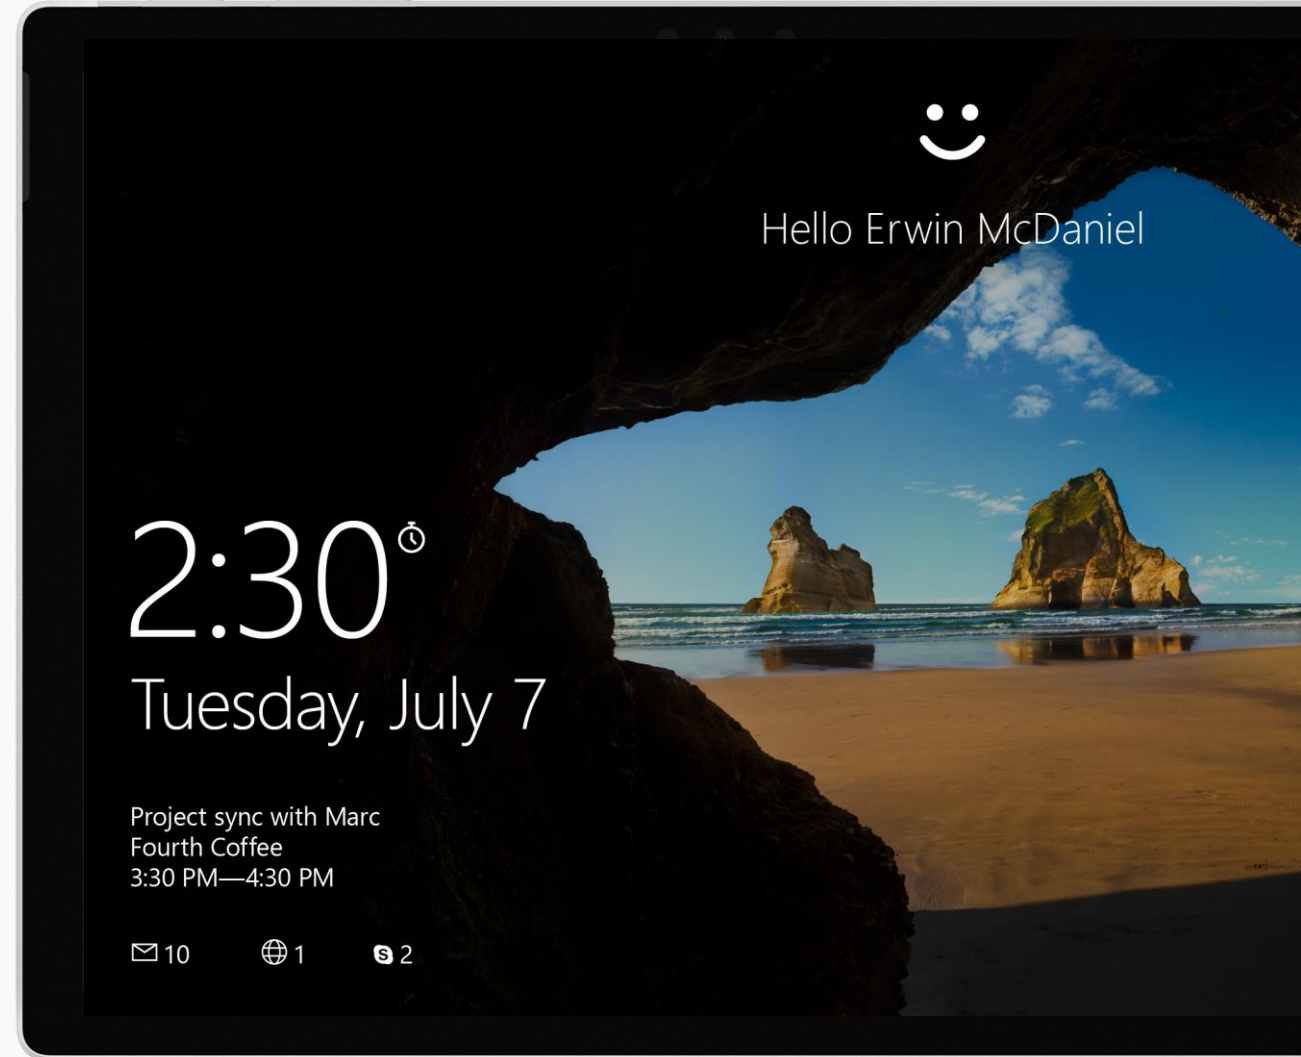 Hello Erwin McDaniel
2:30
Tuesday, July 7
Project sync with Marc
Fourth Coffee
3:30 PM—4:30 PM
10 1 S 2